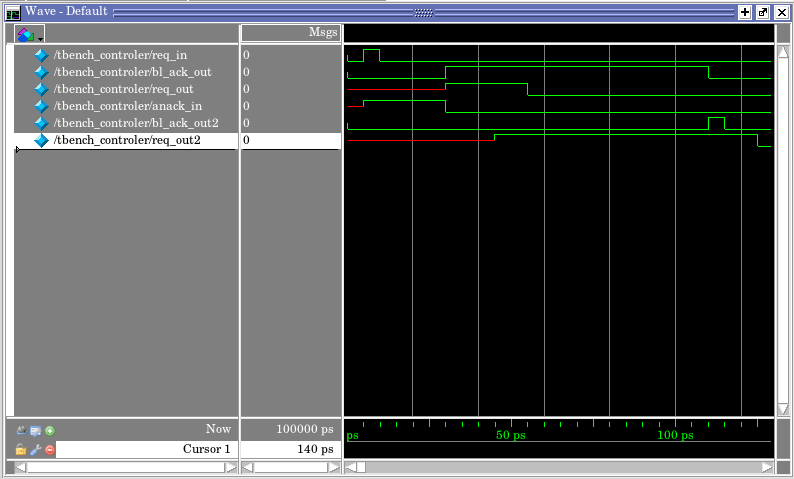 Wave - Default
Msgs
/tbench_controler/req_in 0
/tbench_controler/bl_ack_out 0
/tbench_controler/req_out 0
/tbench_controler/anack_in 0
/tbench_controler/bl_ack_out2 0
/tbench_controler/req_out2 0
Now 100000 ps ps 50 ps 100 ps
Cursor 1 140 ps